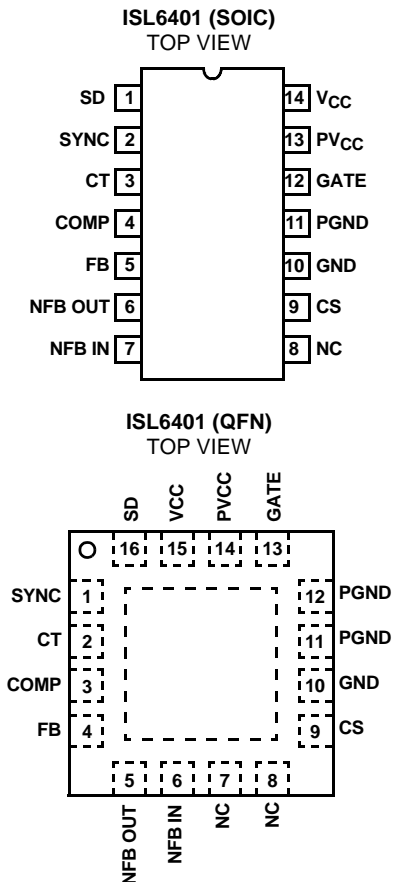 ISL6401 (SOIC)
TOP VIEW
SD 1 14 VCC
SYNC 2 13 PVCC
CT 3 12 GATE
COMP 4 11 PGND
FB 5 10 GND
NFB OUT 6 9 CS
NFB IN 7 8 NC
ISL6401 (QFN)
TOP VIEW
SD VCC PVCC GATE
16 15 14 13
SYNC 1 12 PGND
CT 2 11 PGND
COMP 3 10 GND
FB 4 9 CS
5 6 7 8
NFB OUT NFB IN NC NC